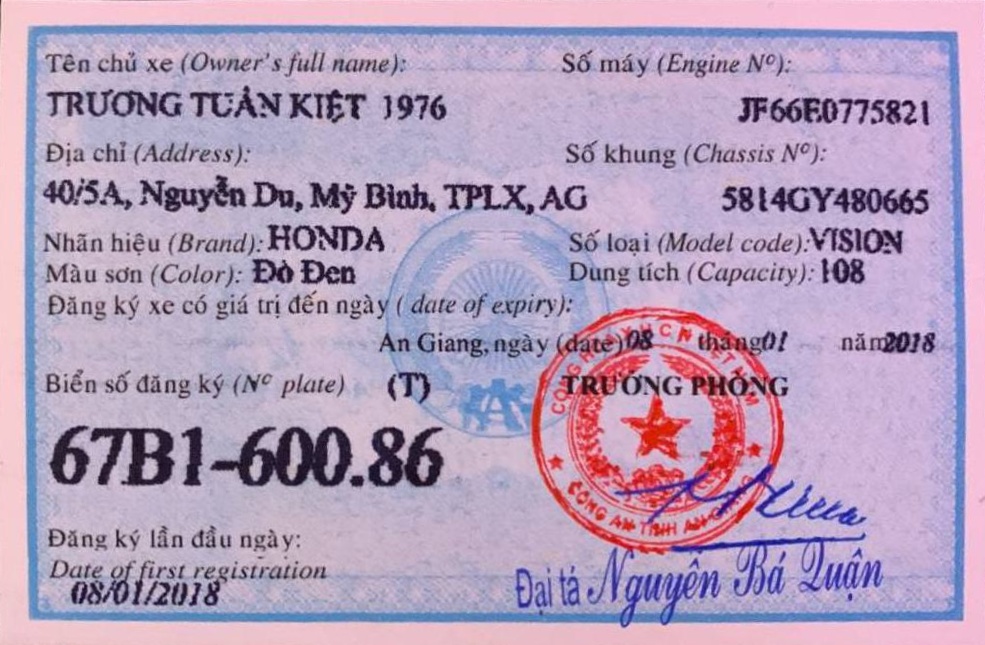 Tên chủ xe (Owner's full name):
TRƯƠNG TUẤN KIỆT 1976
Số máy (Engine Nº):
JF66E0775821
Địa chỉ (Address):
40/5A, Nguyễn Du, Mỹ Bình, TPLX, AG
Số khung (Chassis Nº):
5814GY480665
Nhãn hiệu (Brand): HONDA
Số loại (Model code): VISION
Màu sơn (Color): Đỏ Đen
Dung tích (Capacity): 108
Đăng ký xe có giá trị đến ngày ( date of expiry):
An Giang, ngày (date) 08 tháng 01 năm 2018
Biển số đăng ký (Nº plate) (T)
TRƯỞNG PHÒNG
67B1-600.86
CÔNG AN TỈNH AN GIANG
Đăng ký lần đầu ngày:
Date of first registration
08/01/2018
Đại tá Nguyễn Bá Quận